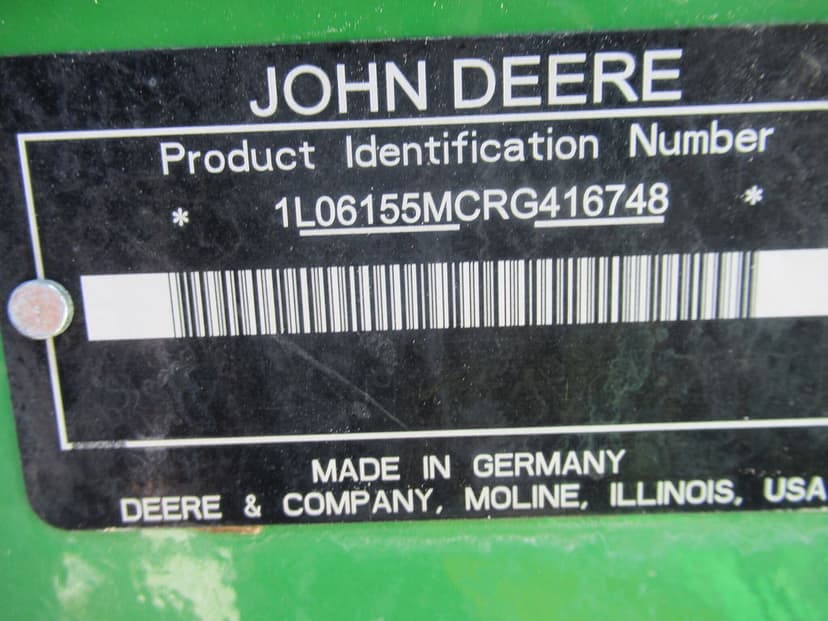 JOHN DEERE
Product Identification Number
* 1L06155MCRG416748 *
MADE IN GERMANY
DEERE & COMPANY, MOLINE, ILLINOIS, USA